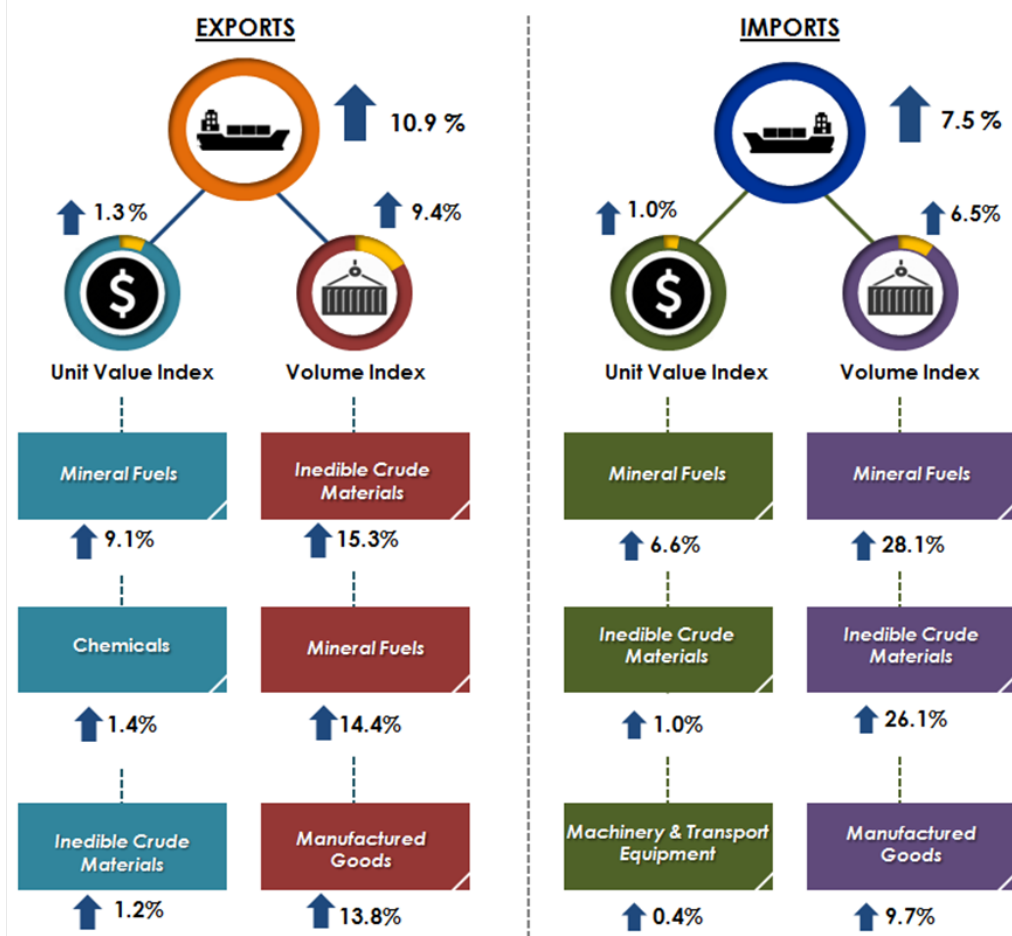 EXPORTS
10.9 %
1.3 %
9.4%
$
Unit Value Index
Volume Index
Mineral Fuels
9.1%
Inedible Crude
Materials
15.3%
Chemicals
1.4%
Mineral Fuels
14.4%
Inedible Crude
Materials
1.2%
Manufactured
Goods
13.8%
IMPORTS
7.5 %
1.0%
6.5%
$
Unit Value Index
Volume Index
Mineral Fuels
6.6%
Mineral Fuels
28.1%
Inedible Crude
Materials
1.0%
Inedible Crude
Materials
26.1%
Machinery & Transport
Equipment
0.4%
Manufactured
Goods
9.7%